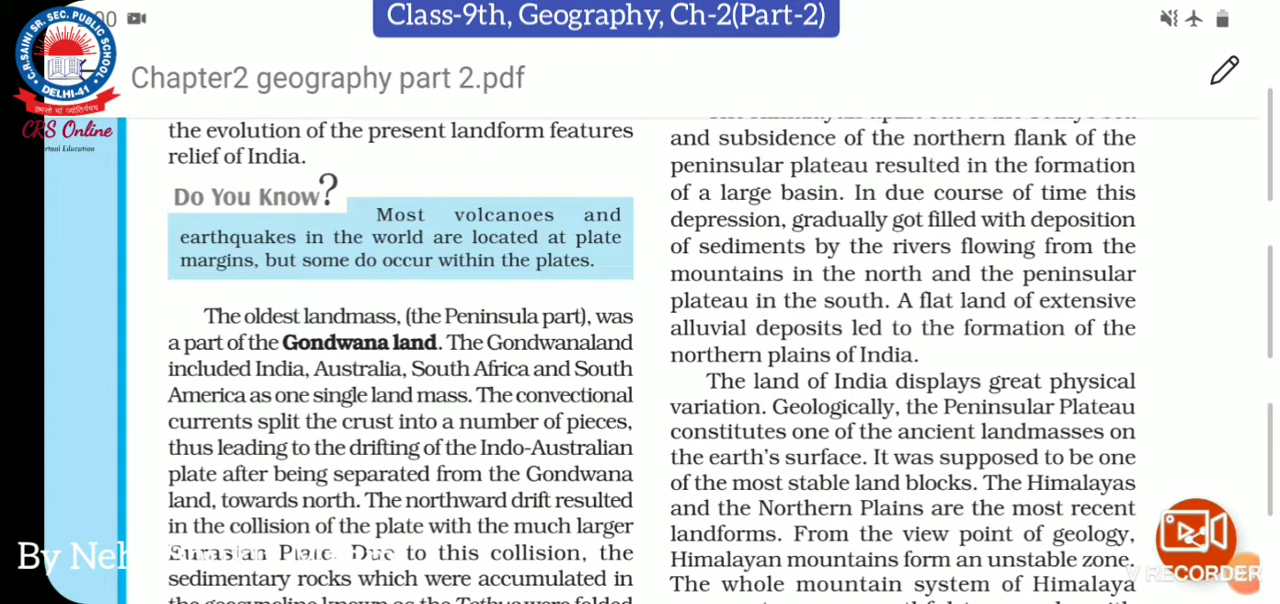 Class-9th, Geography, Ch-2(Part-2)
Chapter2 geography part 2.pdf
C.R.SAINI SR. SEC. PUBLIC SCHOOL
DELHI-41
CRS Online
the evolution of the present landform features
relief of India.
Do You Know?
Most volcanoes and
earthquakes in the world are located at plate
margins, but some do occur within the plates.
The oldest landmass, (the Peninsula part), was
a part of the Gondwana land. The Gondwanaland
included India, Australia, South Africa and South
America as one single land mass. The convectional
currents split the crust into a number of pieces,
thus leading to the drifting of the Indo-Australian
plate after being separated from the Gondwana
land, towards north. The northward drift resulted
in the collision of the plate with the much larger
Eurasian Plate. Due to this collision, the
sedimentary rocks which were accumulated in
the geosyncline known as the Tethys were folded
and subsidence of the northern flank of the
peninsular plateau resulted in the formation
of a large basin. In due course of time this
depression, gradually got filled with deposition
of sediments by the rivers flowing from the
mountains in the north and the peninsular
plateau in the south. A flat land of extensive
alluvial deposits led to the formation of the
northern plains of India.
The land of India displays great physical
variation. Geologically, the Peninsular Plateau
constitutes one of the ancient landmasses on
the earth's surface. It was supposed to be one
of the most stable land blocks. The Himalayas
and the Northern Plains are the most recent
landforms. From the view point of geology,
Himalayan mountains form an unstable zone.
The whole mountain system of Himalaya
By Neh
V RECORDER